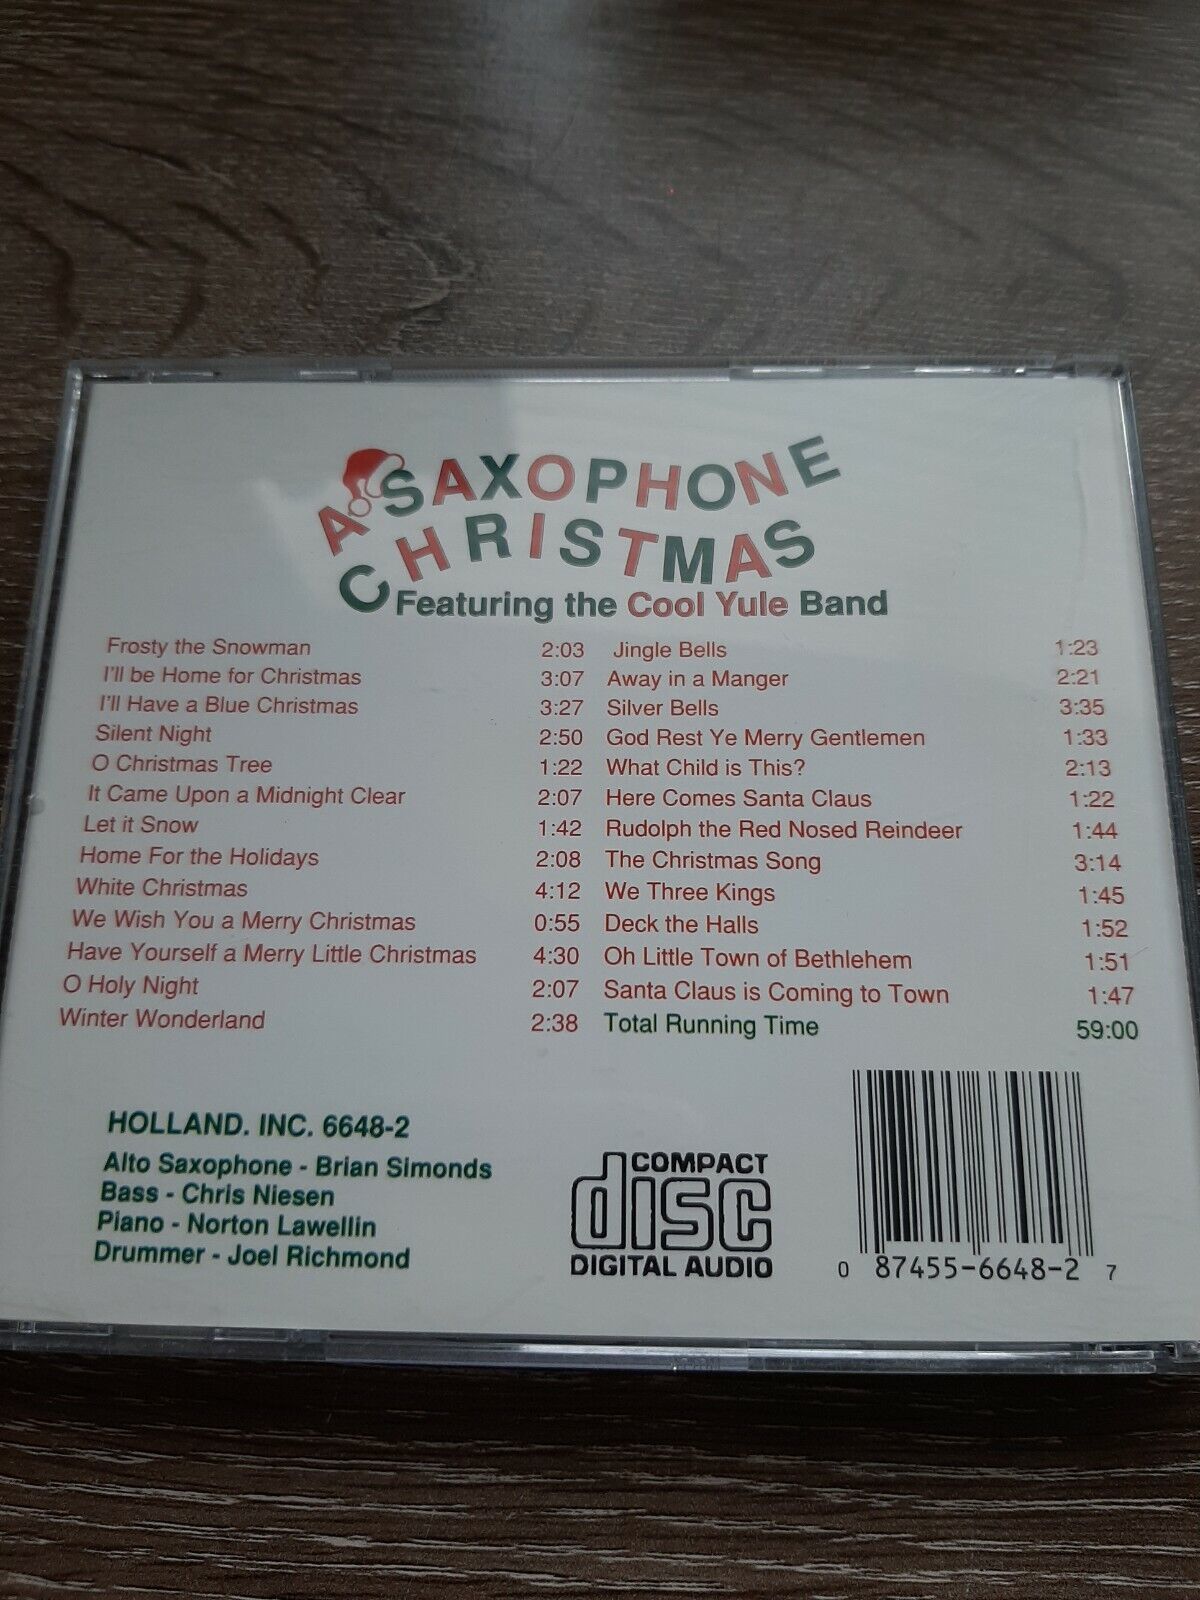 A SAXOPHONE
CHRISTMAS
Featuring the Cool Yule Band
Frosty the Snowman 2:03
I'll be Home for Christmas 3:07
I'll Have a Blue Christmas 3:27
Silent Night 2:50
O Christmas Tree 1:22
It Came Upon a Midnight Clear 2:07
Let it Snow 1:42
Home For the Holidays 2:08
White Christmas 4:12
We Wish You a Merry Christmas 0:55
Have Yourself a Merry Little Christmas 4:30
O Holy Night 2:07
Winter Wonderland 2:38
Jingle Bells 1:23
Away in a Manger 2:21
Silver Bells 3:35
God Rest Ye Merry Gentlemen 1:33
What Child is This? 2:13
Here Comes Santa Claus 1:22
Rudolph the Red Nosed Reindeer 1:44
The Christmas Song 3:14
We Three Kings 1:45
Deck the Halls 1:52
Oh Little Town of Bethlehem 1:51
Santa Claus is Coming to Town 1:47
Total Running Time 59:00
HOLLAND. INC. 6648-2
Alto Saxophone - Brian Simonds
Bass - Chris Niesen
Piano - Norton Lawellin
Drummer - Joel Richmond
COMPACT
disc
DIGITAL AUDIO
0 87455-6648-2 7